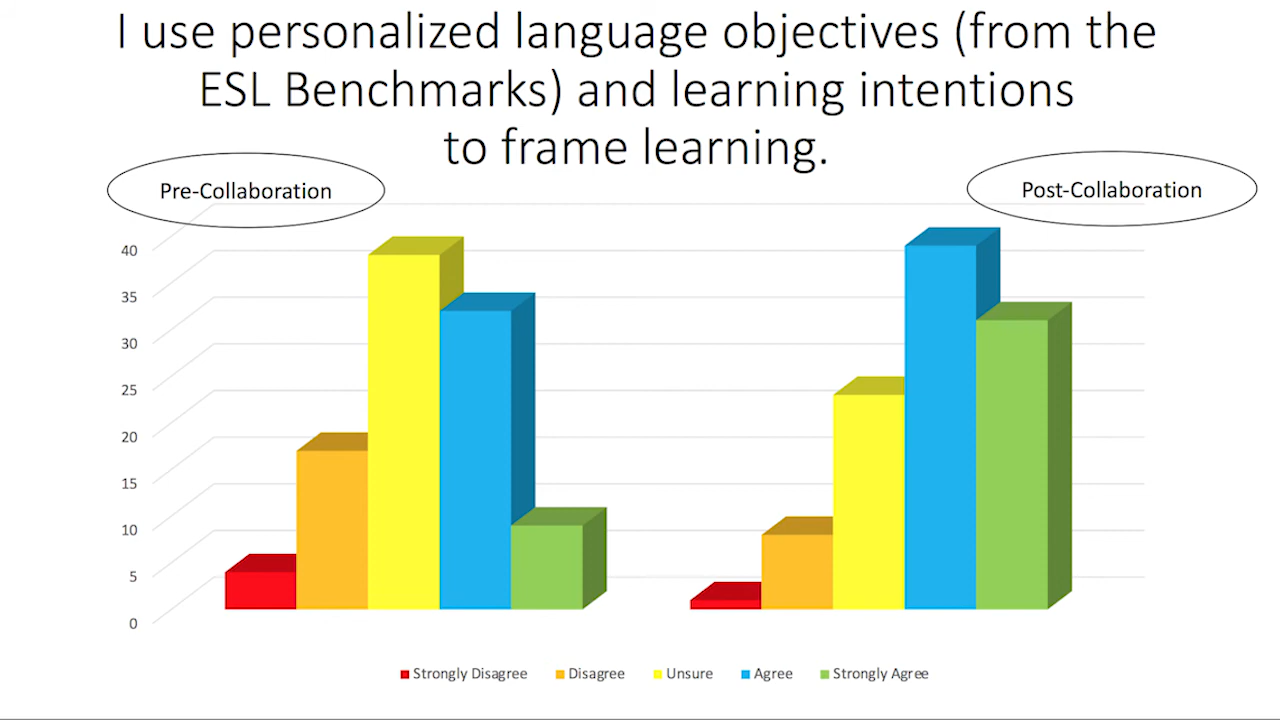 I use personalized language objectives (from the
ESL Benchmarks) and learning intentions
to frame learning.
Pre-Collaboration
Post-Collaboration
40
35
30
25
20
15
10
5
0
Strongly Disagree Disagree Unsure Agree Strongly Agree